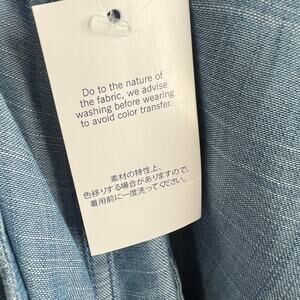 Do to the nature of
the fabric, we advise
washing before wearing
to avoid color transfer.
素材の特性上、
色移りする場合がありますので、
着用前に一度洗ってください。